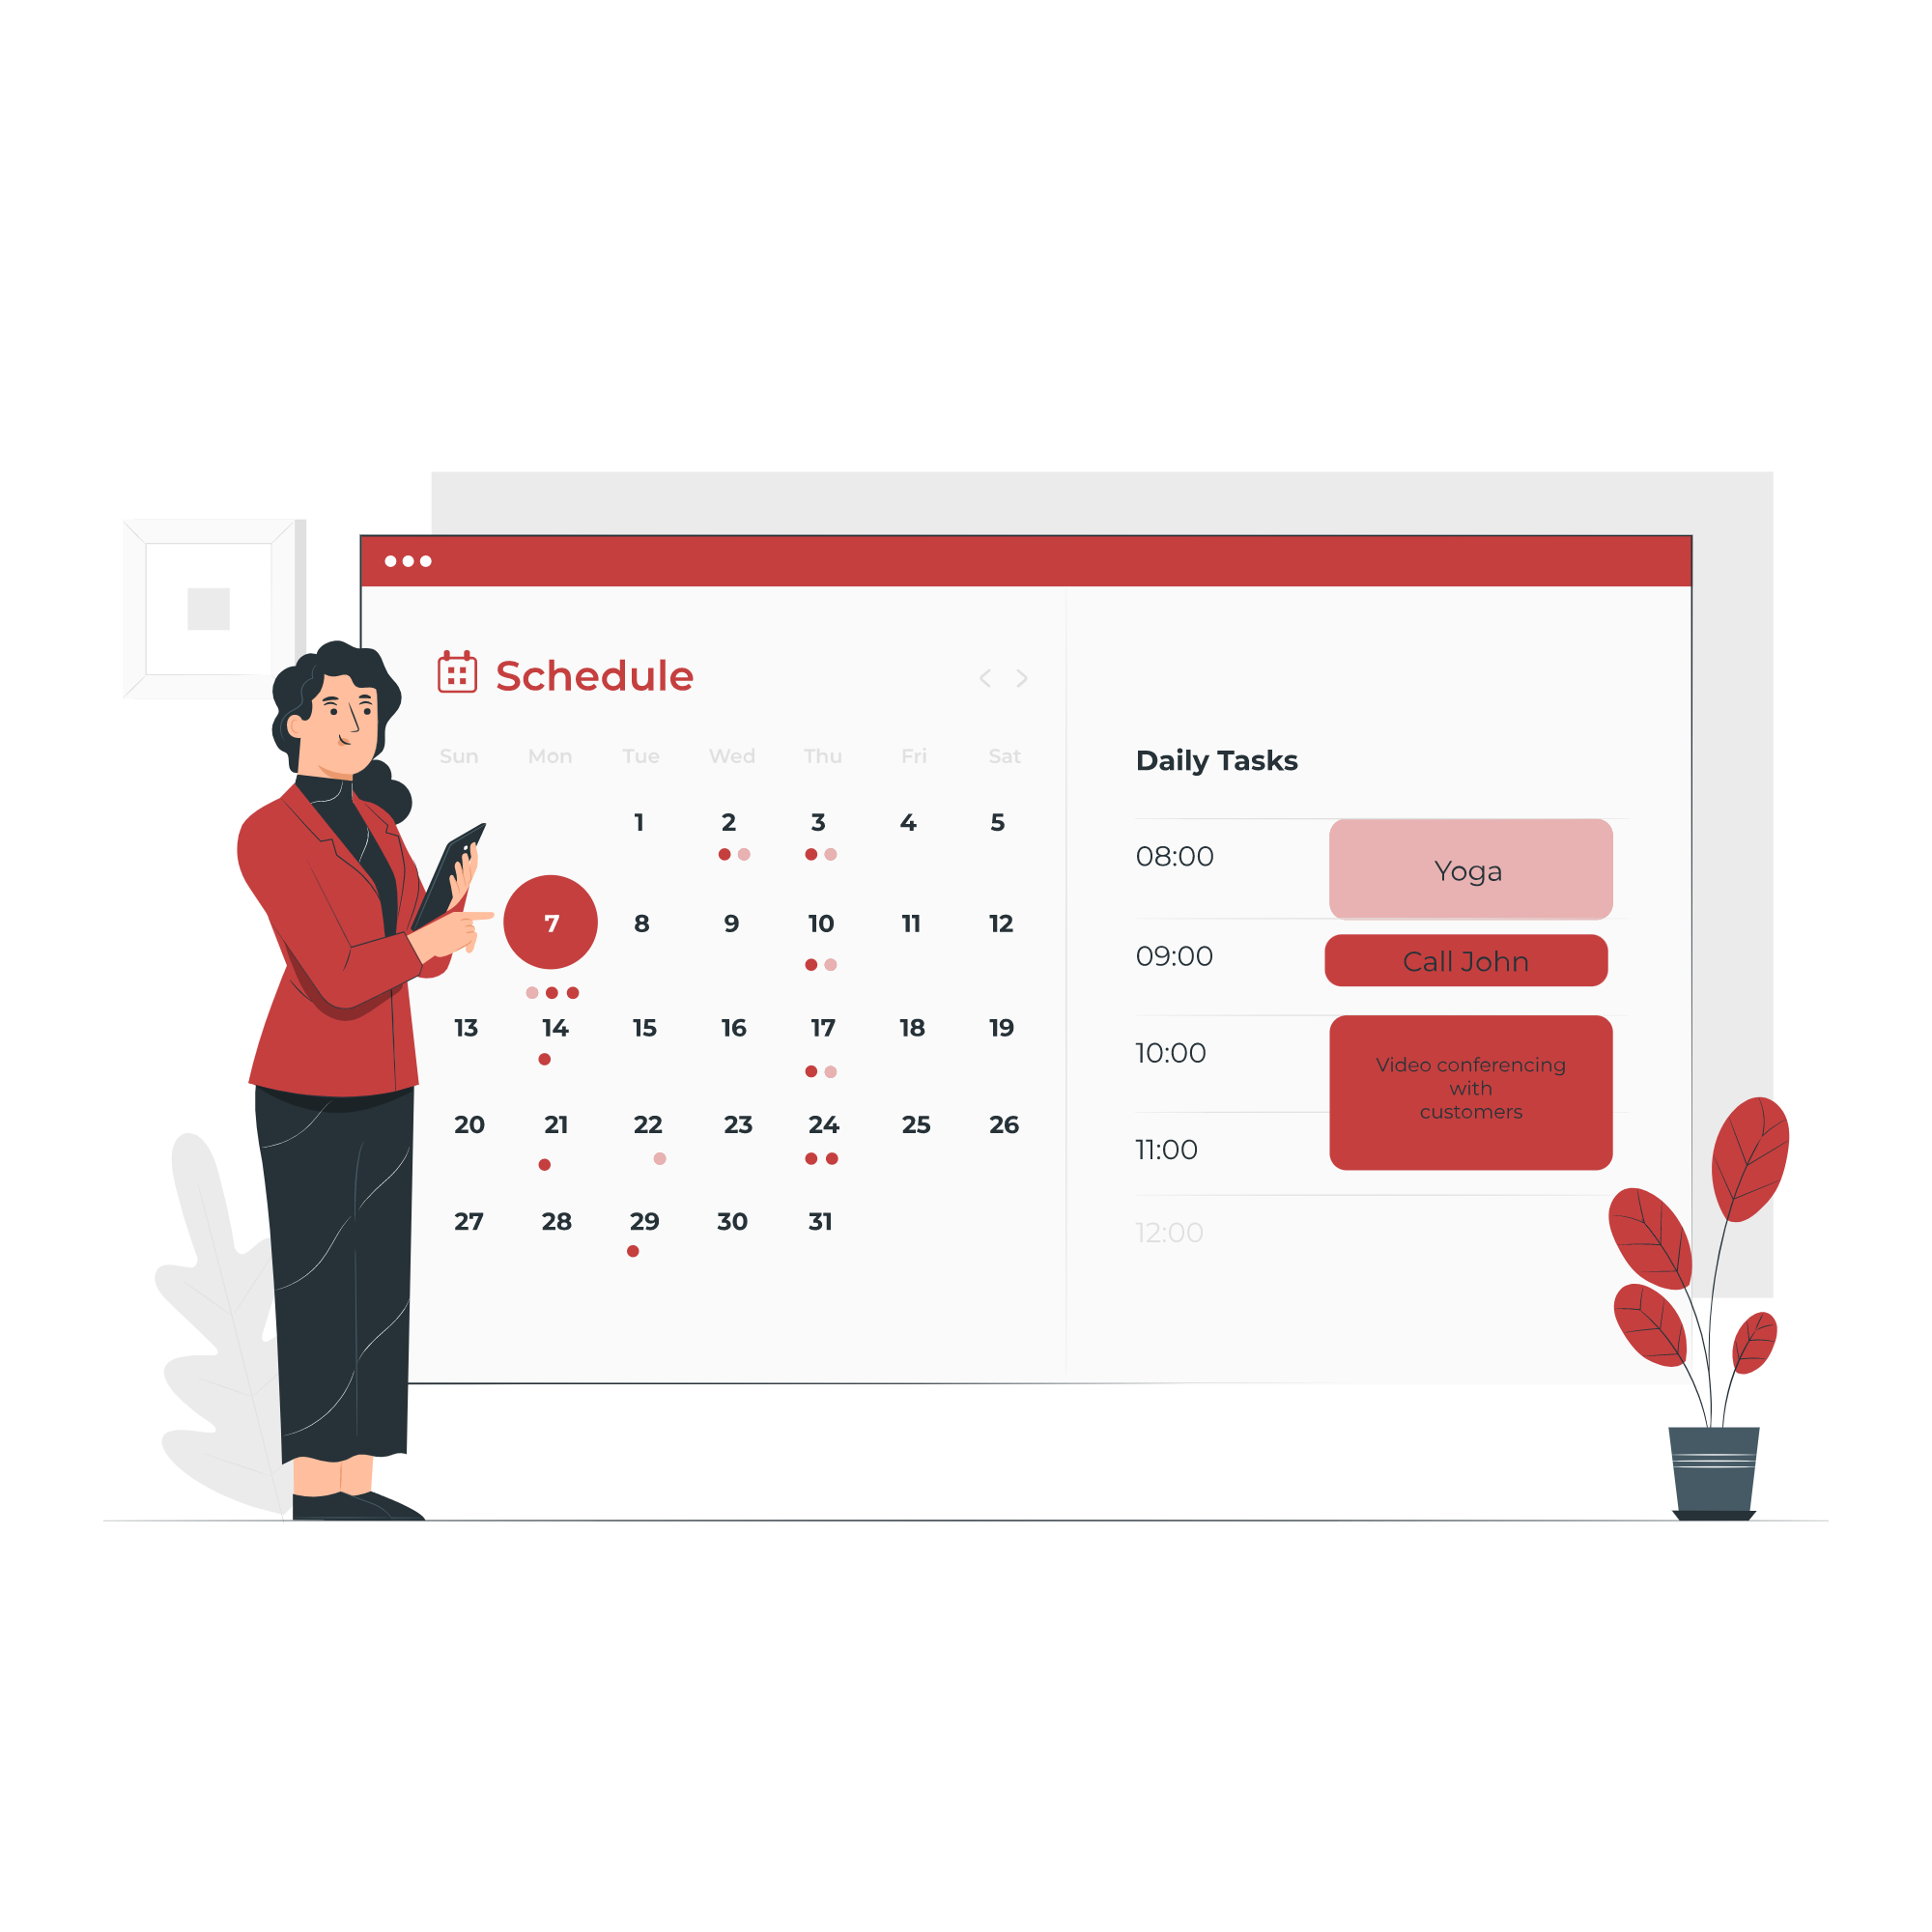 Schedule
Sun Mon Tue Wed Thu Fri Sat
1 2 3 4 5
7 8 9 10 11 12
13 14 15 16 17 18 19
20 21 22 23 24 25 26
27 28 29 30 31
Daily Tasks
08:00
Yoga
09:00
Call John
10:00
Video conferencing
with
customers
11:00
12:00